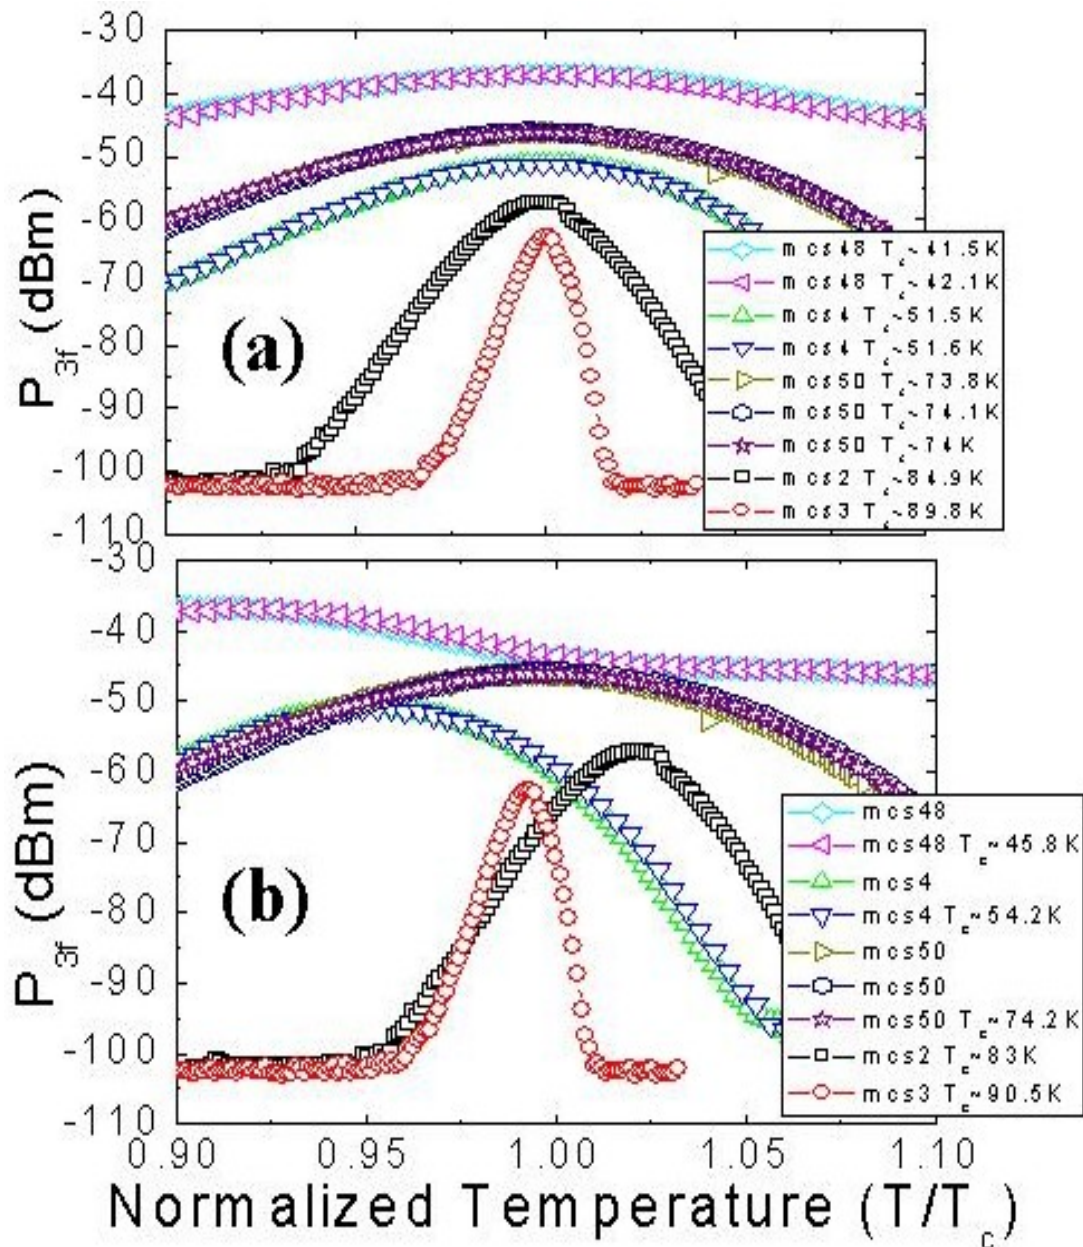 -30
-40
-50
-60
-70
-80
-90
-100
-110
P3f (dBm)
(a)
mcs48 Tc~41.5K
mcs48 Tc~42.1K
mcs4 Tc~51.5K
mcs4 Tc~51.6K
mcs50 Tc~73.8K
mcs50 Tc~74.1K
mcs50 Tc~74K
mcs2 Tc~84.9K
mcs3 Tc~89.8K
-30
-40
-50
-60
-70
-80
-90
-100
-110
P3f (dBm)
(b)
mcs48
mcs48 Tc~45.8K
mcs4
mcs4 Tc~54.2K
mcs50
mcs50
mcs50 Tc~74.2K
mcs2 Tc~83K
mcs3 Tc~90.5K
0.90 0.95 1.00 1.05 1.10
Normalized Temperature (T/Tc)